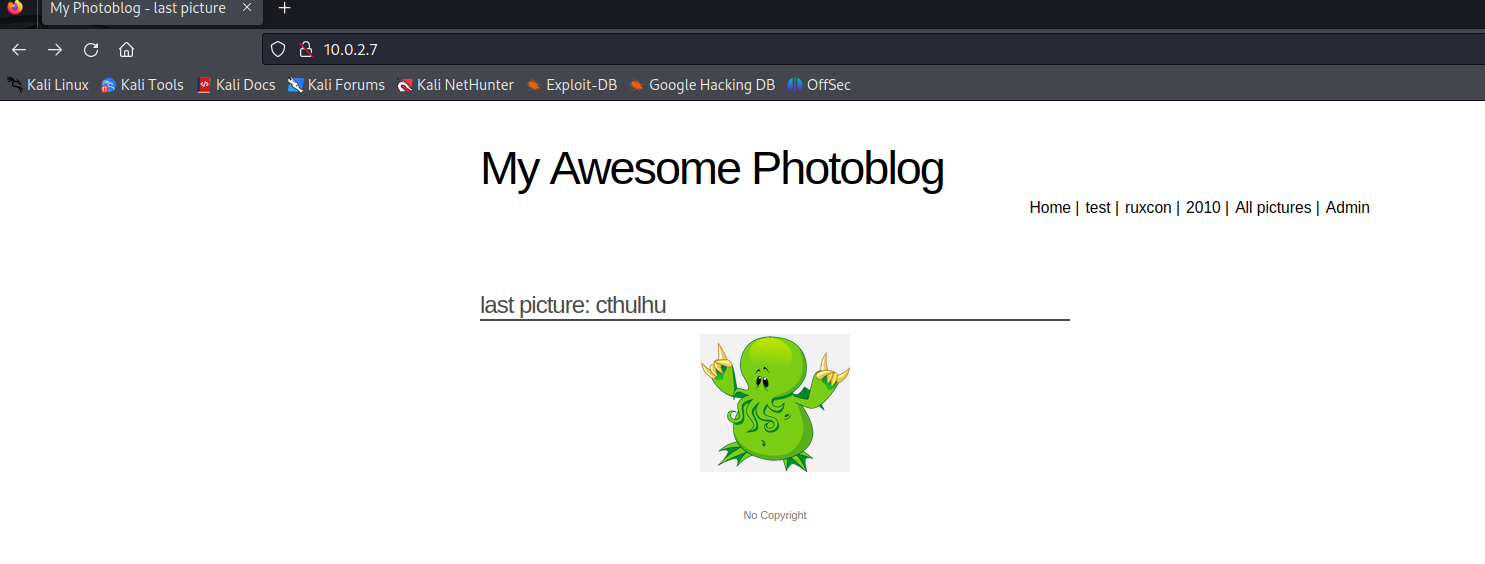 My Photoblog - last picture
10.0.2.7
Kali Linux Kali Tools Kali Docs Kali Forums Kali NetHunter Exploit-DB Google Hacking DB OffSec
My Awesome Photoblog
Home | test | ruxcon | 2010 | All pictures | Admin
last picture: cthulhu
No Copyright